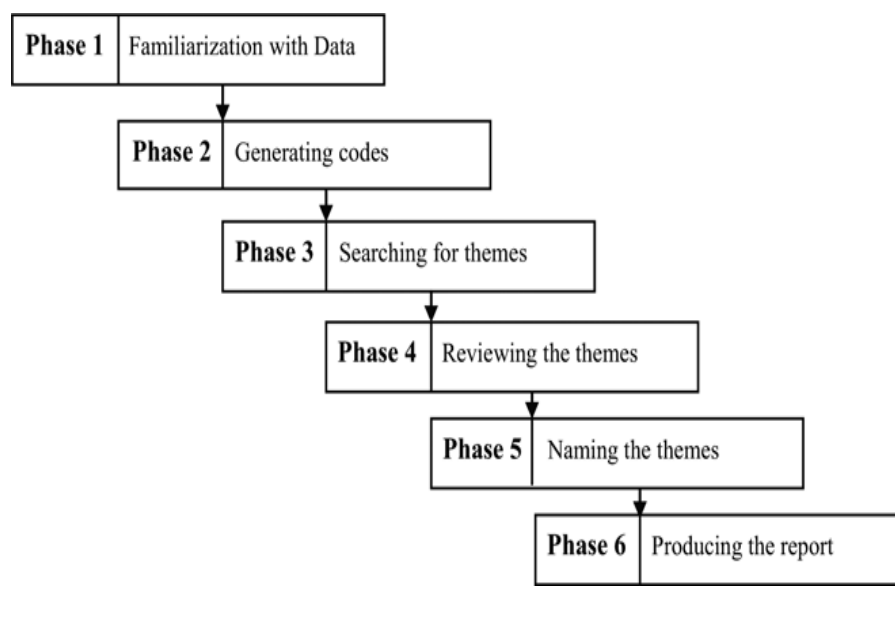 Phase 1 Familiarization with Data
Phase 2 Generating codes
Phase 3 Searching for themes
Phase 4 Reviewing the themes
Phase 5 Naming the themes
Phase 6 Producing the report